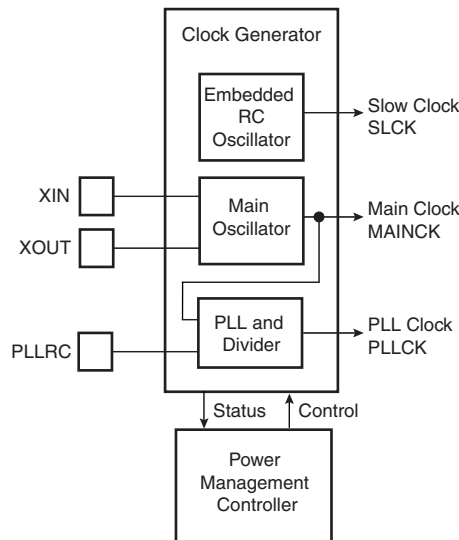 Clock Generator
Embedded
RC
Oscillator
Slow Clock
SLCK
XIN
Main
Oscillator
Main Clock
MAINCK
XOUT
PLL and
Divider
PLL Clock
PLLCK
PLLRC
Status
Control
Power
Management
Controller